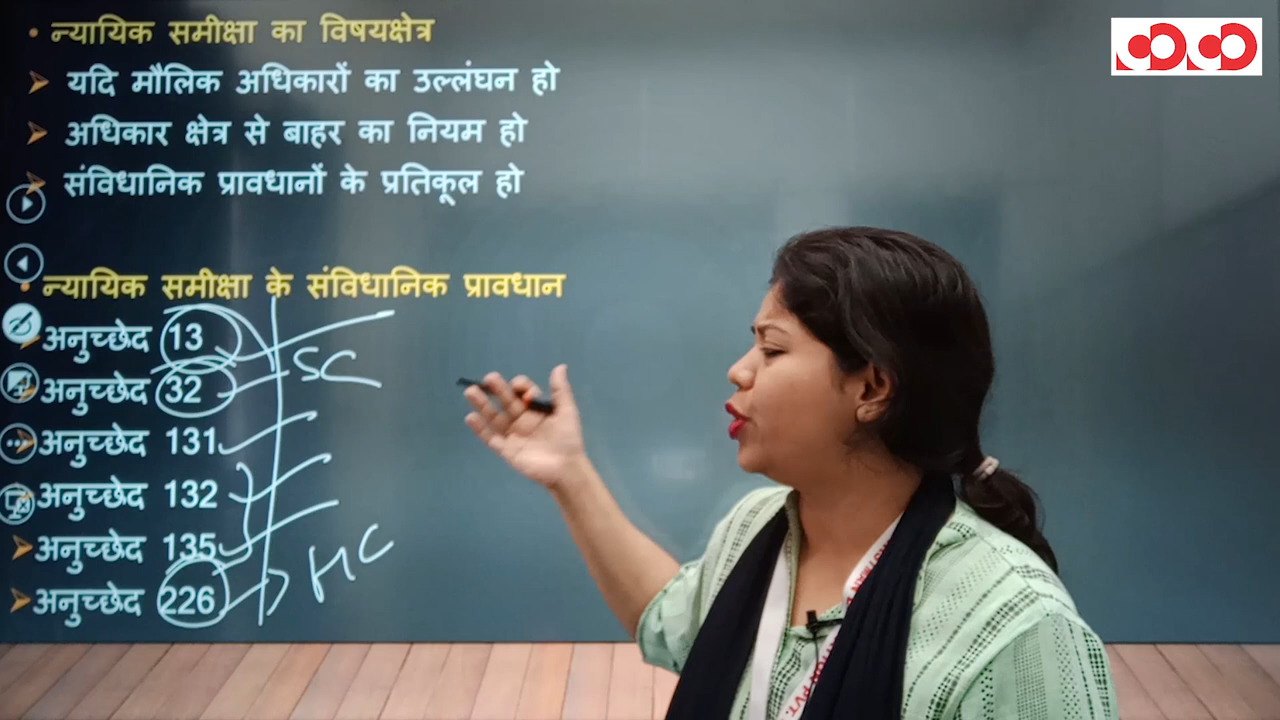 • न्यायिक समीक्षा का विषयक्षेत्र
➤ यदि मौलिक अधिकारों का उल्लंघन हो
➤ अधिकार क्षेत्र से बाहर का नियम हो
➤ संविधानिक प्रावधानों के प्रतिकूल हो
• न्यायिक समीक्षा के संविधानिक प्रावधान
➤ अनुच्छेद 13
➤ अनुच्छेद 32 SC
➤ अनुच्छेद 131
➤ अनुच्छेद 132
➤ अनुच्छेद 135
➤ अनुच्छेद 226 HC
PVT.